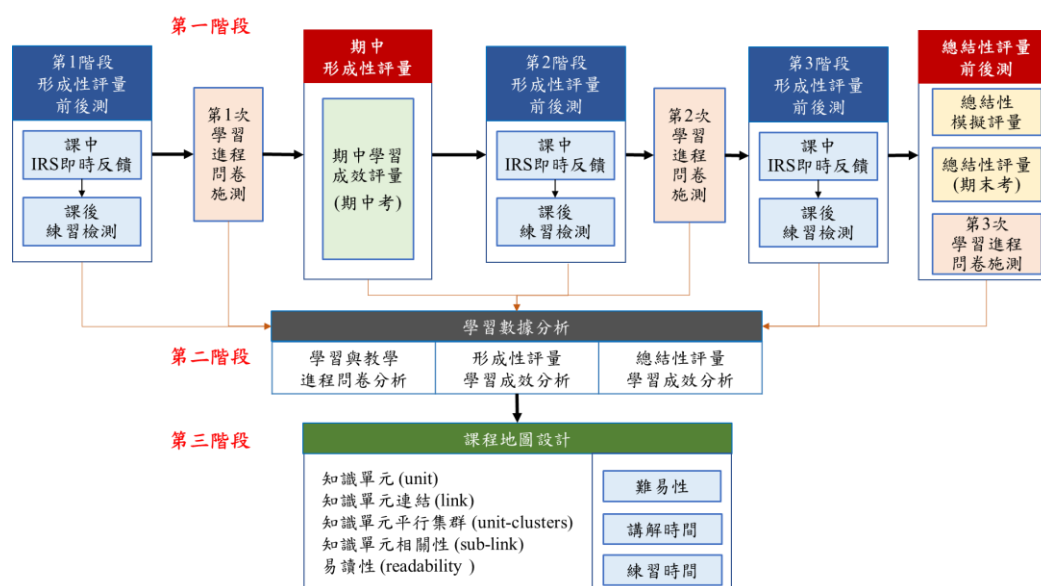 第一階段
第1階段
形成性評量
前後測
課中
IRS即時反饋
課後
練習檢測
第1次
學習
進程
問卷
施測
期中
形成性評量
期中學習
成效評量
(期中考)
第2階段
形成性評量
前後測
課中
IRS即時反饋
課後
練習檢測
第2次
學習
進程
問卷
施測
第3階段
形成性評量
前後測
課中
IRS即時反饋
課後
練習檢測
總結性評量
前後測
總結性
模擬評量
總結性評量
(期末考)
第3次
學習進程
問卷施測
第二階段
學習數據分析
學習與教學
進程問卷分析
形成性評量
學習成效分析
總結性評量
學習成效分析
第三階段
課程地圖設計
知識單元 (unit)
知識單元連結 (link)
知識單元平行集群 (unit-clusters)
知識單元相關性 (sub-link)
易讀性 (readability )
難易性
講解時間
練習時間